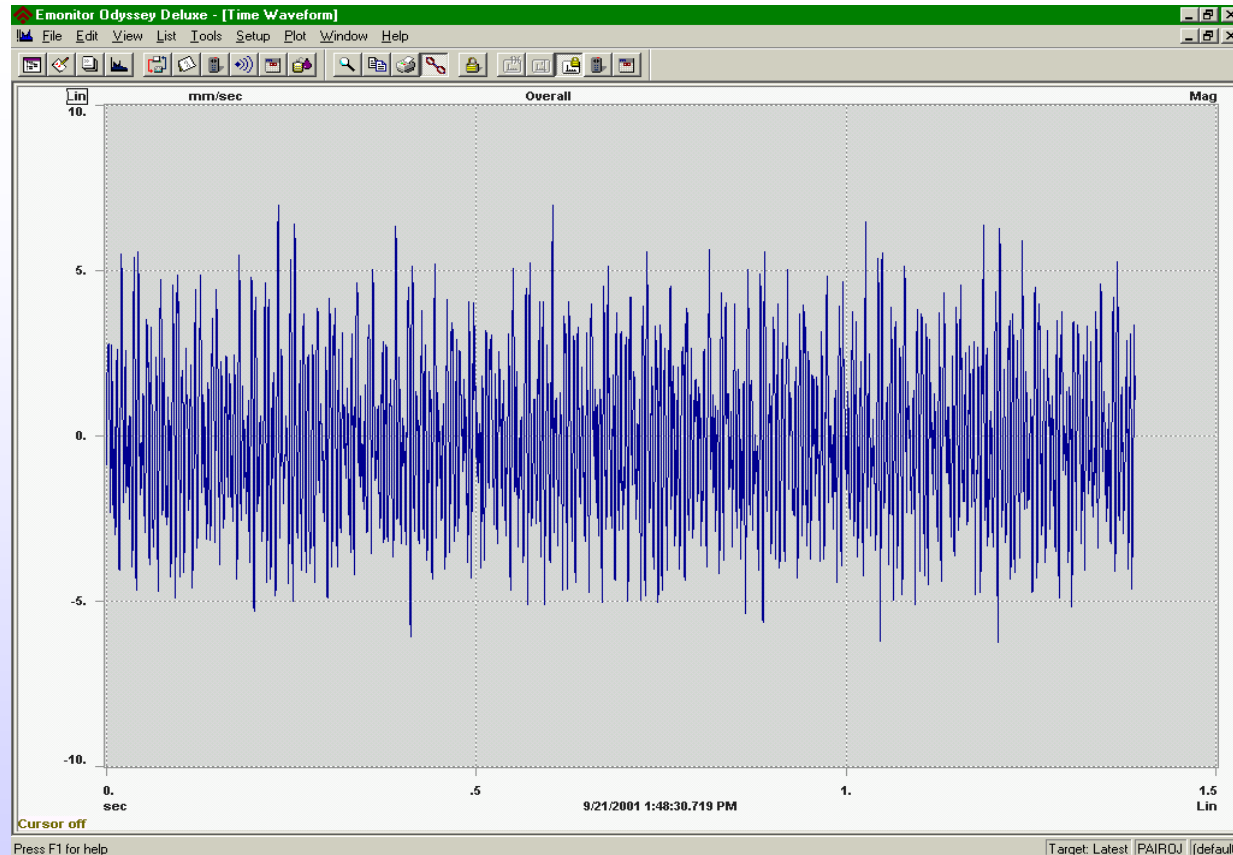 Emonitor Odyssey Deluxe - [Time Waveform]
File Edit View List Tools Setup Plot Window Help
Lin mm/sec Overall Mag
10.
5.
0.
-5.
-10.
0. .5 1. 1.5
sec 9/21/2001 1:48:30.719 PM Lin
Cursor off
Press F1 for help Target: Latest PAIROJ (default